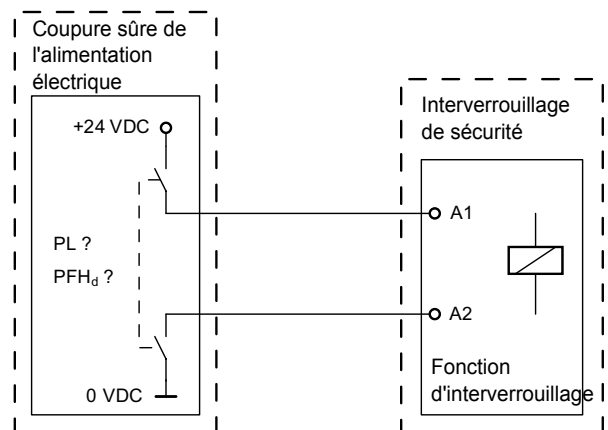 Coupure sûre de
l'alimentation
électrique
+24 VDC
PL ?
PFHd ?
0 VDC
Interverrouillage
de sécurité
A1
A2
Fonction
d'interverrouillage